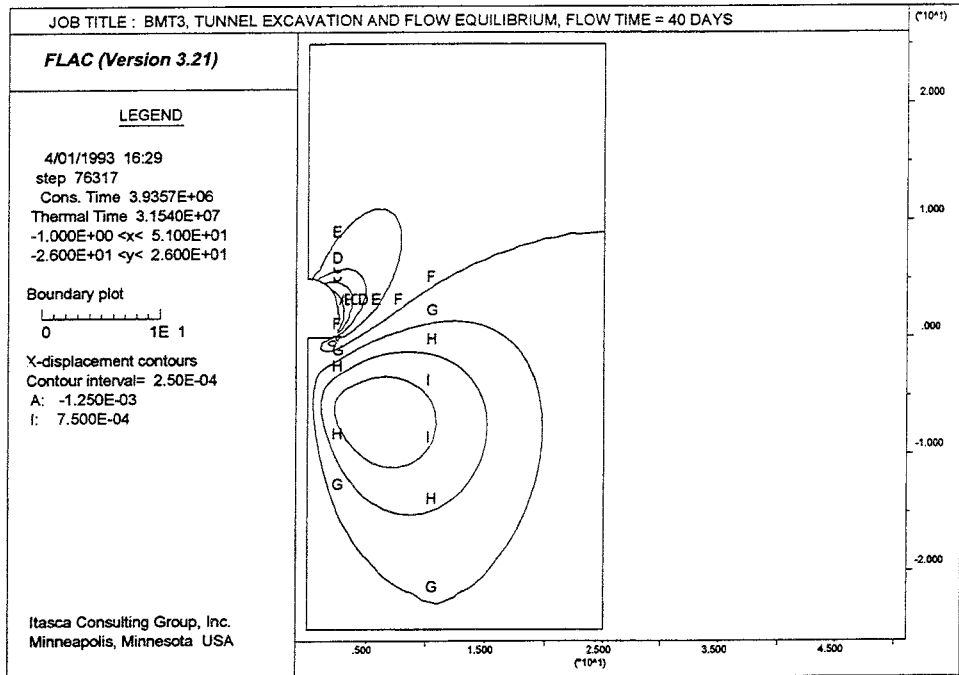 JOB TITLE : BMT3, TUNNEL EXCAVATION AND FLOW EQUILIBRIUM, FLOW TIME = 40 DAYS
(*10^1)
FLAC (Version 3.21)
LEGEND
4/01/1993 16:29
step 76317
Cons. Time 3.9357E+06
Thermal Time 3.1540E+07
-1.000E+00 <x< 5.100E+01
-2.600E+01 <y< 2.600E+01
Boundary plot
0 1E 1
X-displacement contours
Contour interval= 2.50E-04
A: -1.250E-03
I: 7.500E-04
Itasca Consulting Group, Inc.
Minneapolis, Minnesota USA
E
D
D E F
F
G
H
F
G
H
I
H
I
G
H
G
2.000
1.000
.000
-1.000
-2.000
.500 1.500 2.500 3.500 4.500
(*10^1)